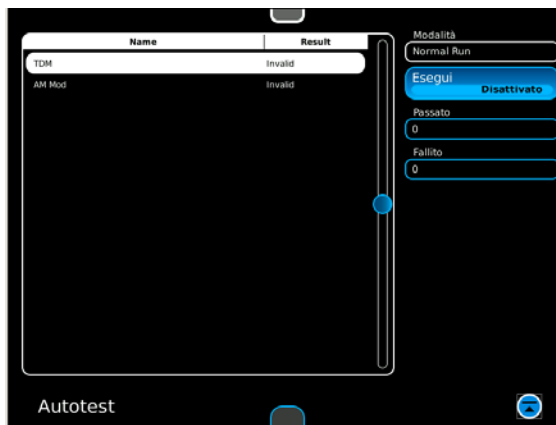 Name Result
TDM Invalid
AM Mod Invalid
Modalità
Normal Run
Esegui
Disattivato
Passato
0
Fallito
0
Autotest